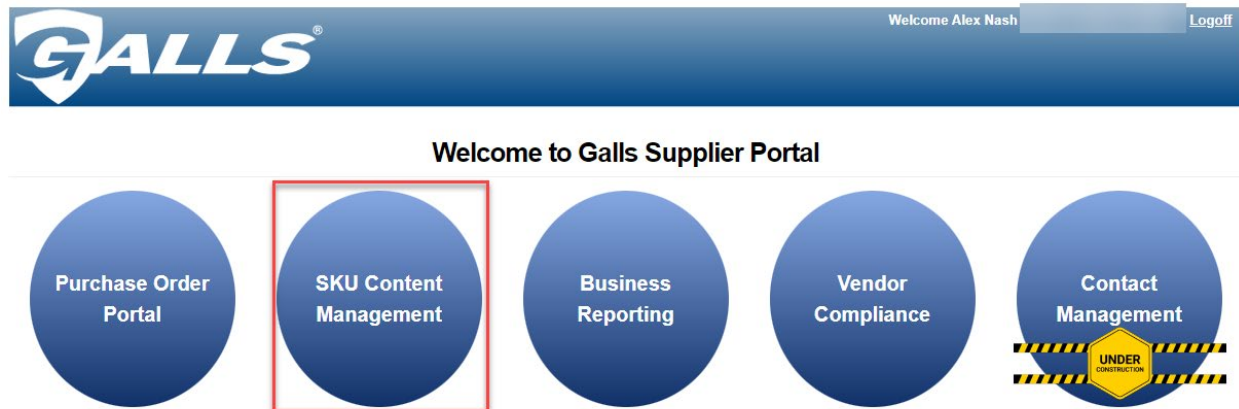 Welcome Alex Nash
Logoff
GALLS®
Welcome to Galls Supplier Portal
Purchase Order
Portal
SKU Content
Management
Business
Reporting
Vendor
Compliance
Contact
Management
UNDER
CONSTRUCTION